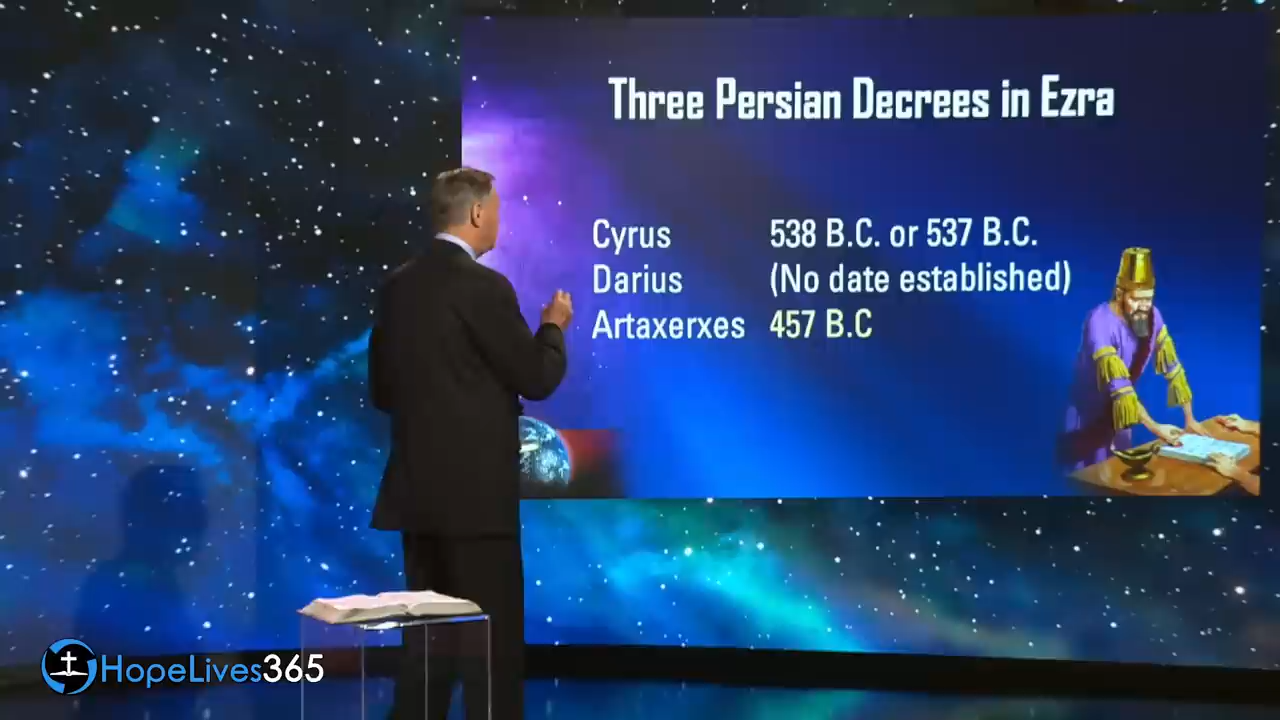 Three Persian Decrees in Ezra
Cyrus 538 B.C. or 537 B.C.
Darius (No date established)
Artaxerxes 457 B.C
HopeLives365